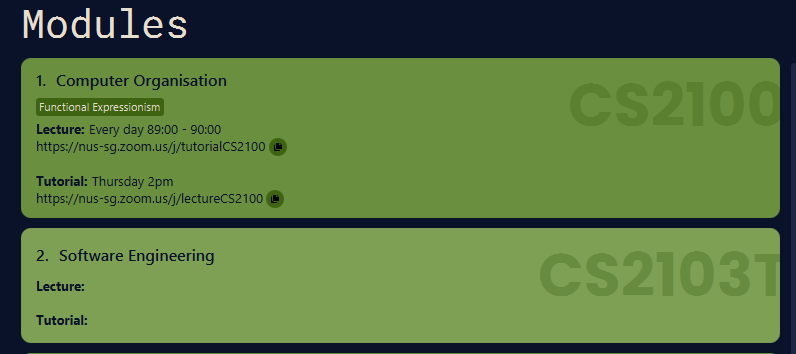 Modules
1. Computer Organisation
CS2100
Functional Expressionism
Lecture: Every day 89:00 - 90:00
https://nus-sg.zoom.us/j/tutorialCS2100
Tutorial: Thursday 2pm
https://nus-sg.zoom.us/j/lectureCS2100
2. Software Engineering
CS2103T
Lecture:
Tutorial: